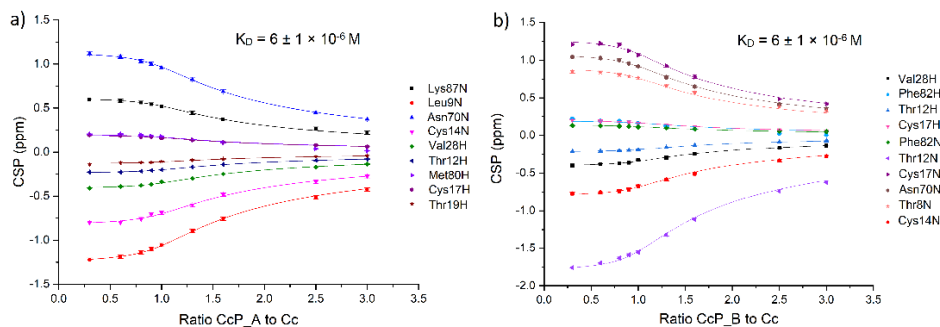 a)
K_D = 6 ± 1 × 10⁻⁶ M
CSP (ppm)
1.5
1.0
0.5
0.0
-0.5
-1.0
-1.5
0.0 0.5 1.0 1.5 2.0 2.5 3.0 3.5
Ratio CcP_A to Cc
Lys87N
Leu9N
Asn70N
Cys14N
Val28H
Thr12H
Met80H
Cys17H
Thr19H
b)
K_D = 6 ± 1 × 10⁻⁶ M
CSP (ppm)
1.5
1.0
0.5
0.0
-0.5
-1.0
-1.5
-2.0
0.0 0.5 1.0 1.5 2.0 2.5 3.0 3.5
Ratio CcP_B to Cc
Val28H
Phe82H
Thr12H
Cys17H
Phe82N
Thr12N
Cys17N
Asn70N
Thr8N
Cys14N